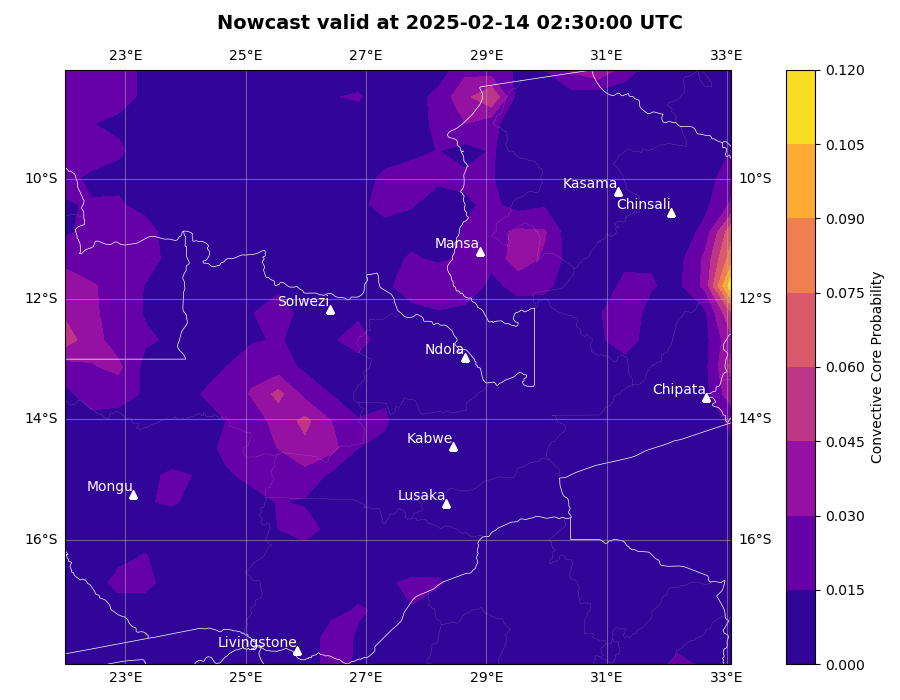 Nowcast valid at 2025-02-14 02:30:00 UTC
23°E 25°E 27°E 29°E 31°E 33°E
0.120
0.105
10°S 10°S
Kasama
Chinsali
0.090
Mansa
0.075
12°S 12°S
Solwezi
Ndola
0.060
Chipata
14°S 14°S
Kabwe
0.045
Mongu
Lusaka
0.030
16°S 16°S
0.015
Livingstone
0.000
23°E 25°E 27°E 29°E 31°E 33°E
Convective Core Probability